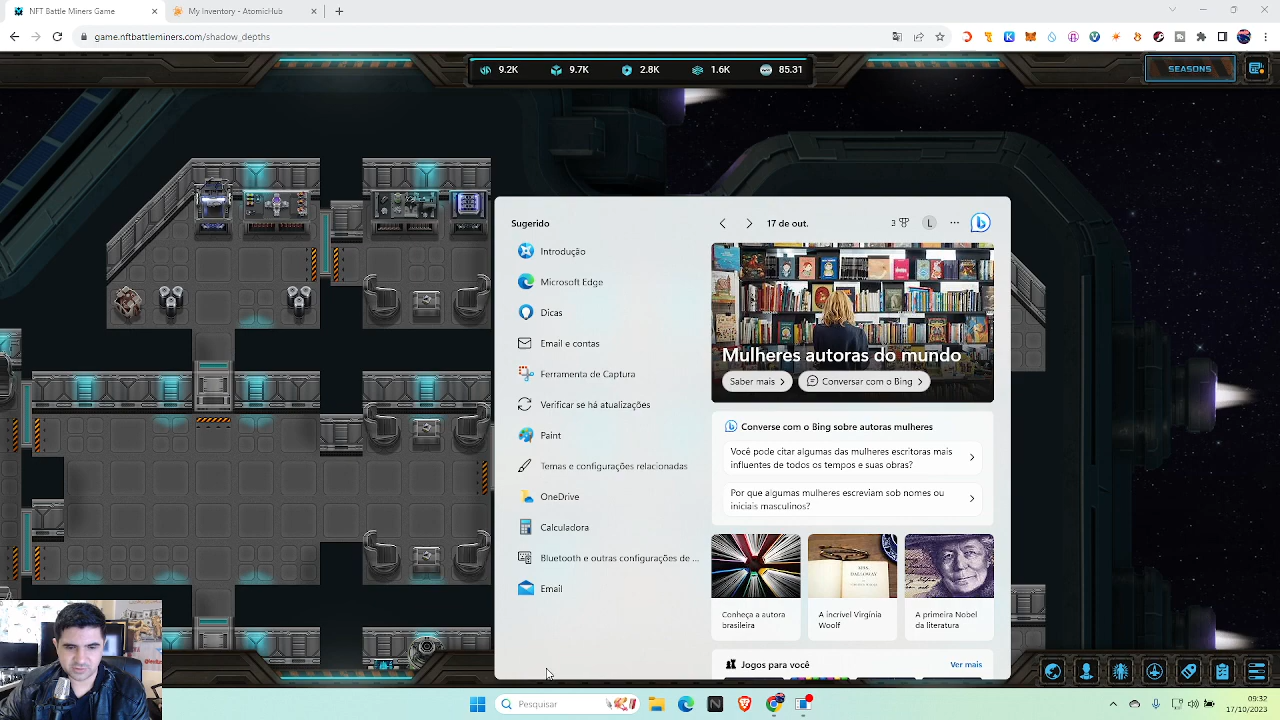 NFT Battle Miners Game
My Inventory - AtomicHub
game.nftbattleminers.com/shadow_depths
9.2K
9.7K
2.8K
1.6K
85.31
SEASONS
Sugerido
Introdução
Microsoft Edge
Dicas
Email e contas
Ferramenta de Captura
Verificar se há atualizações
Paint
Temas e configurações relacionadas
OneDrive
Calculadora
Bluetooth e outras configurações de ...
Email
17 de out.
3
L
Mulheres autoras do mundo
Saber mais
Conversar com o Bing
Converse com o Bing sobre autoras mulheres
Você pode citar algumas das mulheres escritoras mais
influentes de todos os tempos e suas obras?
Por que algumas mulheres escreviam sob nomes ou
iniciais masculinos?
MRS.
DALLOWAY
Conheça a autora
brasileira
A incrível Virgínia
Woolf
A primeira Nobel
da literatura
Jogos para você
Ver mais
Pesquisar
09:32
17/10/2023